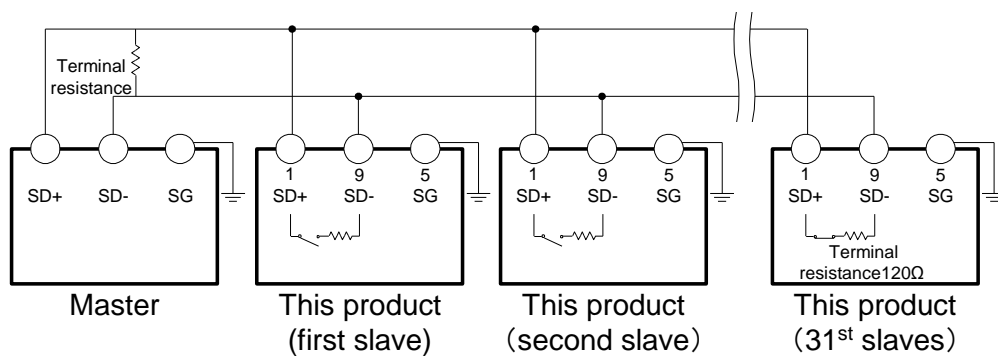 Terminal
resistance
SD+ SD- SG
1 9 5
SD+ SD- SG
1 9 5
SD+ SD- SG
1 9 5
SD+ SD- SG
Terminal
resistance120Ω
Master
This product
(first slave)
This product
（second slave）
This product
（31st slaves）